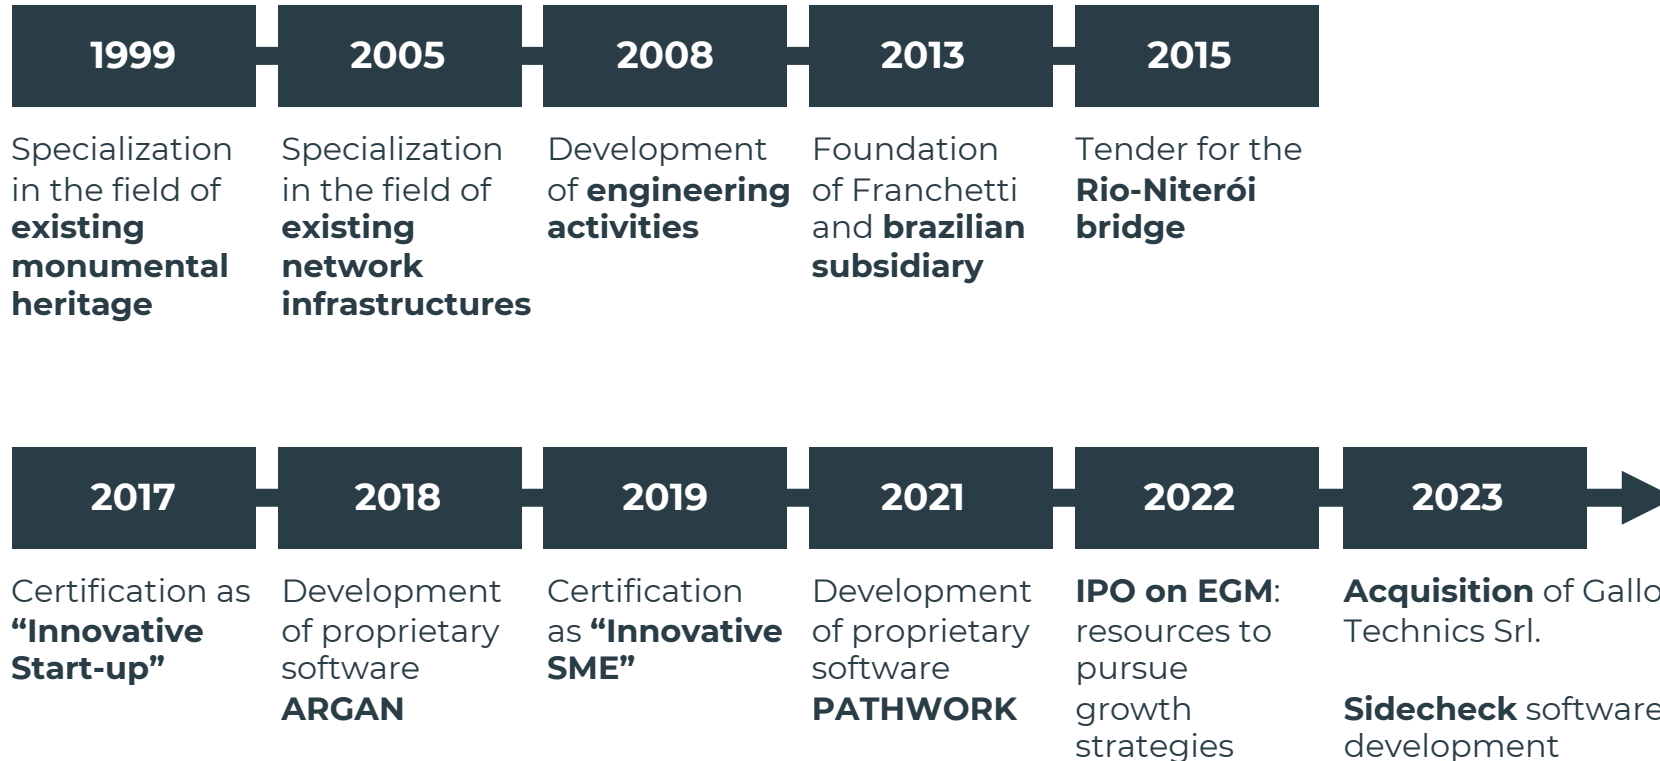 1999
Specialization
in the field of
existing
monumental
heritage
2005
Specialization
in the field of
existing
network
infrastructures
2008
Development
of engineering
activities
2013
Foundation
of Franchetti
and brazilian
subsidiary
2015
Tender for the
Rio-Niterói
bridge
2017
Certification as
“Innovative
Start-up”
2018
Development
of proprietary
software
ARGAN
2019
Certification
as “Innovative
SME”
2021
Development
of proprietary
software
PATHWORK
2022
IPO on EGM:
resources to
pursue
growth
strategies
2023
Acquisition of Gallo
Technics Srl.
Sidecheck software
development